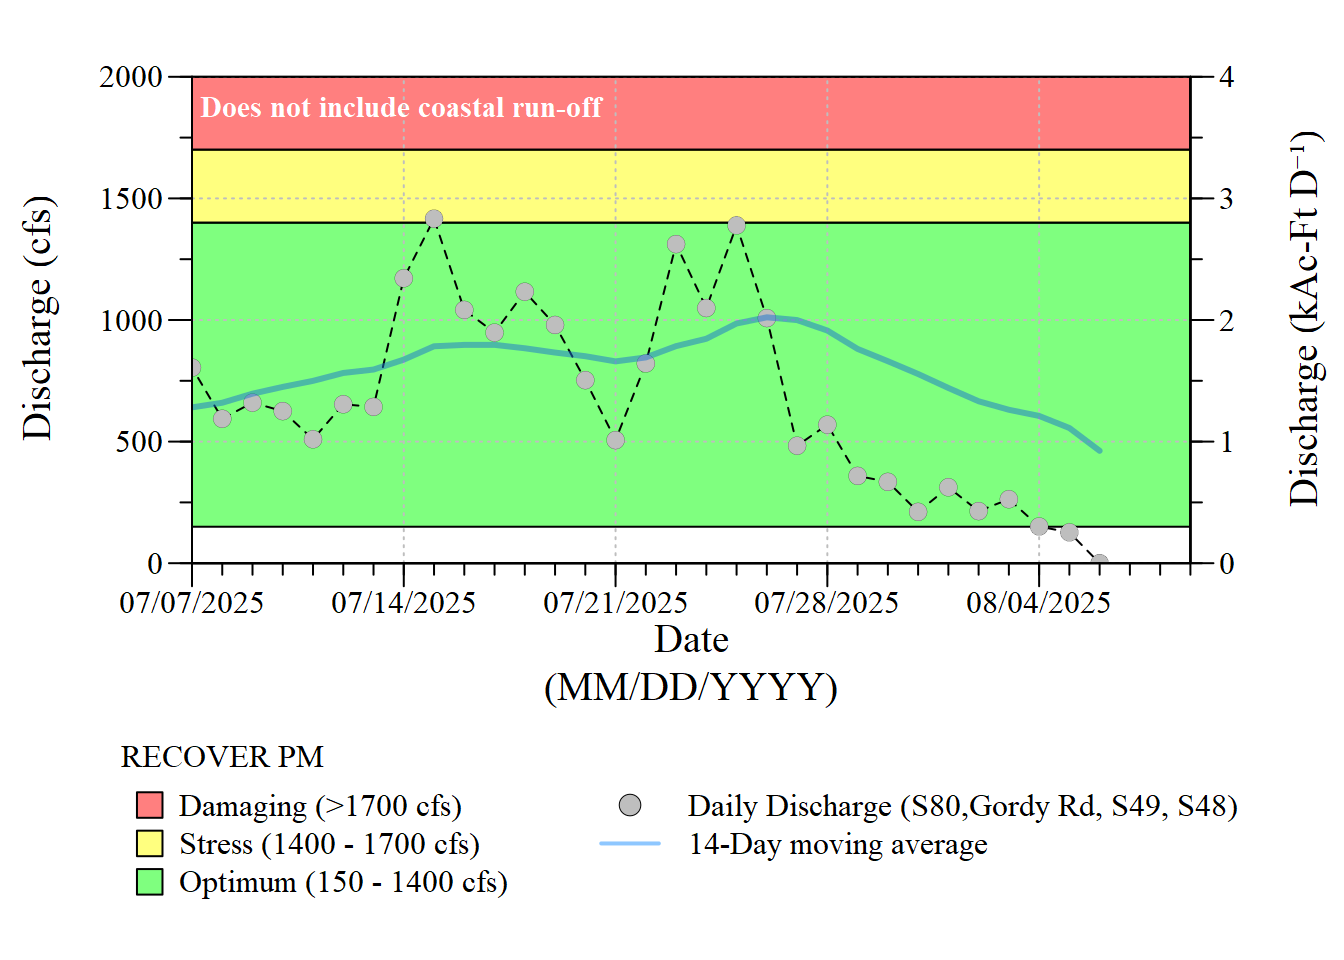 2000
1500
1000
500
0
Discharge (cfs)
Does not include coastal run-off
4
3
2
1
0
Discharge (kAc-Ft D⁻¹)
07/07/2025 07/14/2025 07/21/2025 07/28/2025 08/04/2025
Date
(MM/DD/YYYY)
RECOVER PM
Damaging (>1700 cfs)
Stress (1400 - 1700 cfs)
Optimum (150 - 1400 cfs)
Daily Discharge (S80,Gordy Rd, S49, S48)
14-Day moving average